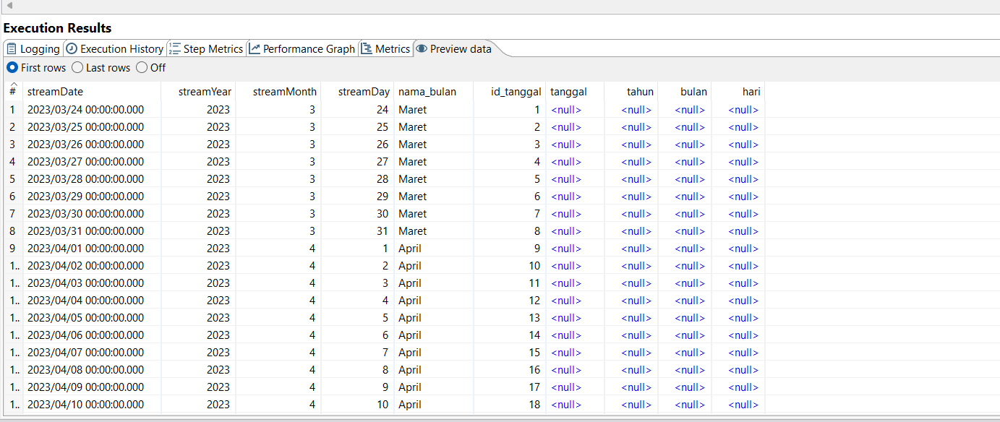 Execution Results
Logging Execution History Step Metrics Performance Graph Metrics Preview data
First rows Last rows Off
# streamDate streamYear streamMonth streamDay nama_bulan id_tanggal tanggal tahun bulan hari
1 2023/03/24 00:00:00.000 2023 3 24 Maret 1 <null> <null> <null> <null>
2 2023/03/25 00:00:00.000 2023 3 25 Maret 2 <null> <null> <null> <null>
3 2023/03/26 00:00:00.000 2023 3 26 Maret 3 <null> <null> <null> <null>
4 2023/03/27 00:00:00.000 2023 3 27 Maret 4 <null> <null> <null> <null>
5 2023/03/28 00:00:00.000 2023 3 28 Maret 5 <null> <null> <null> <null>
6 2023/03/29 00:00:00.000 2023 3 29 Maret 6 <null> <null> <null> <null>
7 2023/03/30 00:00:00.000 2023 3 30 Maret 7 <null> <null> <null> <null>
8 2023/03/31 00:00:00.000 2023 3 31 Maret 8 <null> <null> <null> <null>
9 2023/04/01 00:00:00.000 2023 4 1 April 9 <null> <null> <null> <null>
1.. 2023/04/02 00:00:00.000 2023 4 2 April 10 <null> <null> <null> <null>
1.. 2023/04/03 00:00:00.000 2023 4 3 April 11 <null> <null> <null> <null>
1.. 2023/04/04 00:00:00.000 2023 4 4 April 12 <null> <null> <null> <null>
1.. 2023/04/05 00:00:00.000 2023 4 5 April 13 <null> <null> <null> <null>
1.. 2023/04/06 00:00:00.000 2023 4 6 April 14 <null> <null> <null> <null>
1.. 2023/04/07 00:00:00.000 2023 4 7 April 15 <null> <null> <null> <null>
1.. 2023/04/08 00:00:00.000 2023 4 8 April 16 <null> <null> <null> <null>
1.. 2023/04/09 00:00:00.000 2023 4 9 April 17 <null> <null> <null> <null>
1.. 2023/04/10 00:00:00.000 2023 4 10 April 18 <null> <null> <null> <null>